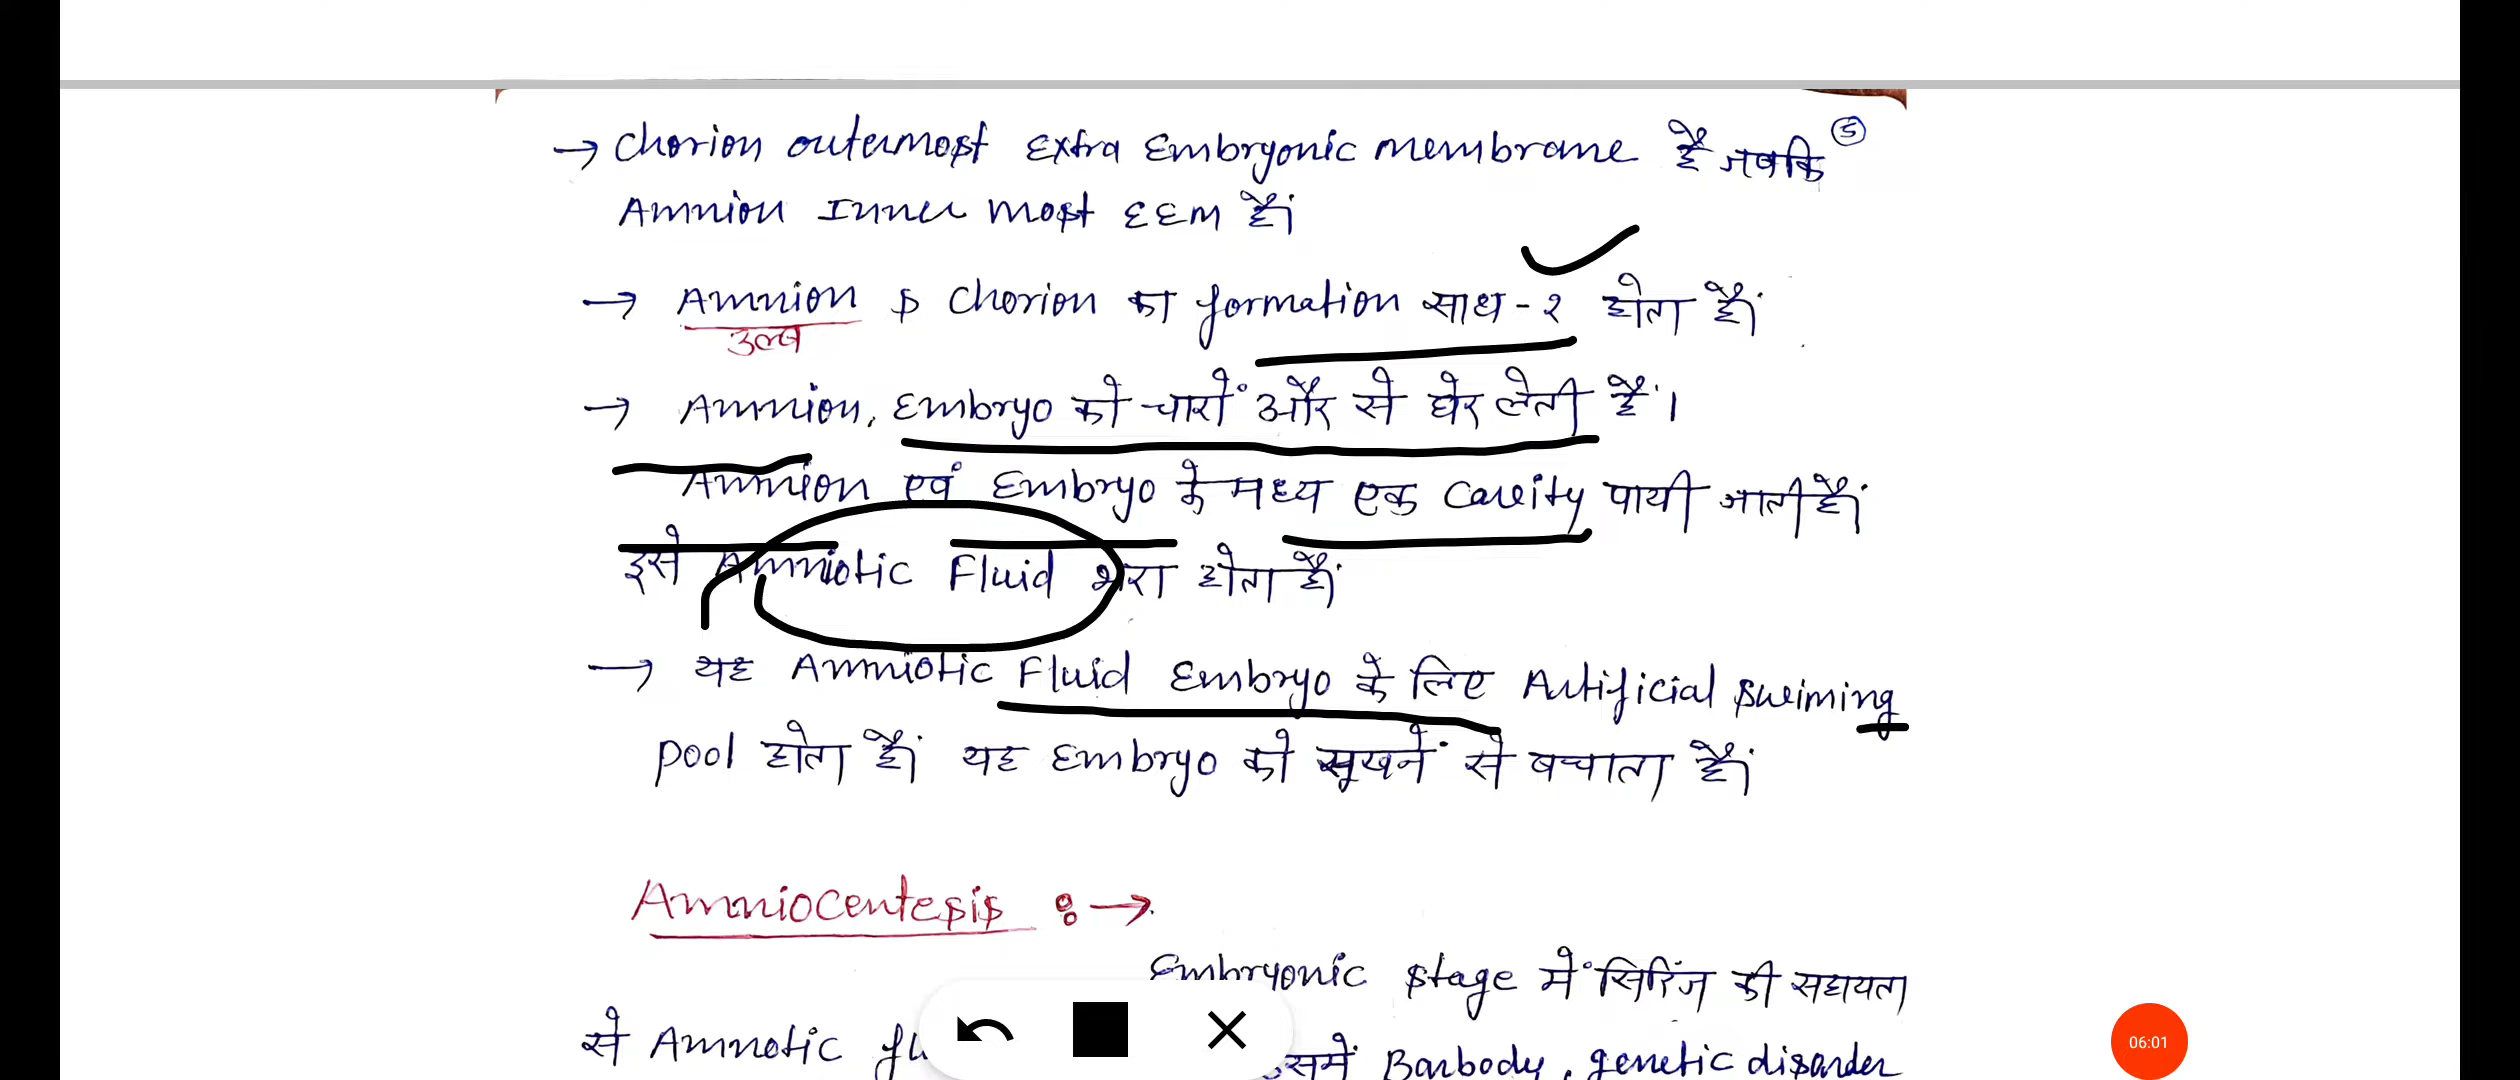 → Chorion outermost Extra Embryonic membrane है जबकि ⑤
Amnion Inner most EEM है।
→ Amnion & Chorion का formation साथ-२ होता है।
उल्व
→ Amnion, Embryo को चारों और से घेर लेती है।
Amnion एवं Embryo के मध्य एक Cavity पायी जाती है।
इसे Amniotic Fluid भरा होता है।
→ यह Amniotic Fluid Embryo के लिए Artificial Swiming
Pool होता है। यह Embryo को सूखनें से बचाता है।
Amniocentesis :→
Embryonic stage में सिरिंज की सहायता
से Amnotic
Barbody, genetic disorder
06:01